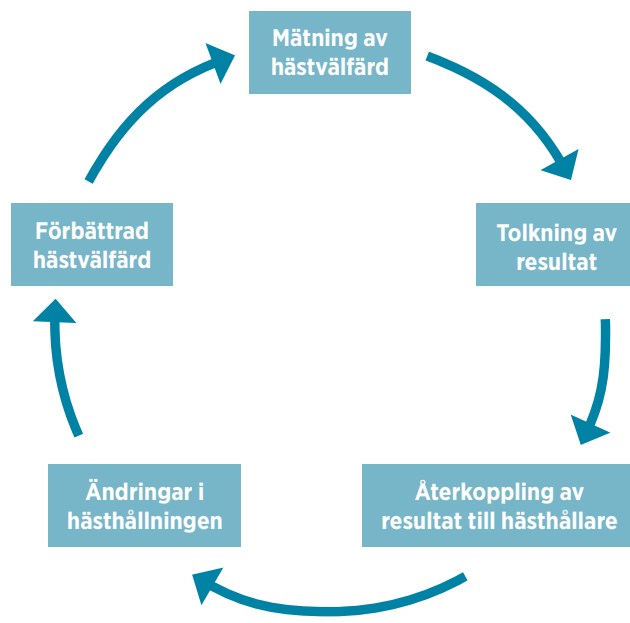 Mätning av
hästvälfärd
Tolkning av
resultat
Återkoppling av
resultat till hästhållare
Ändringar i
hästhållningen
Förbättrad
hästvälfärd